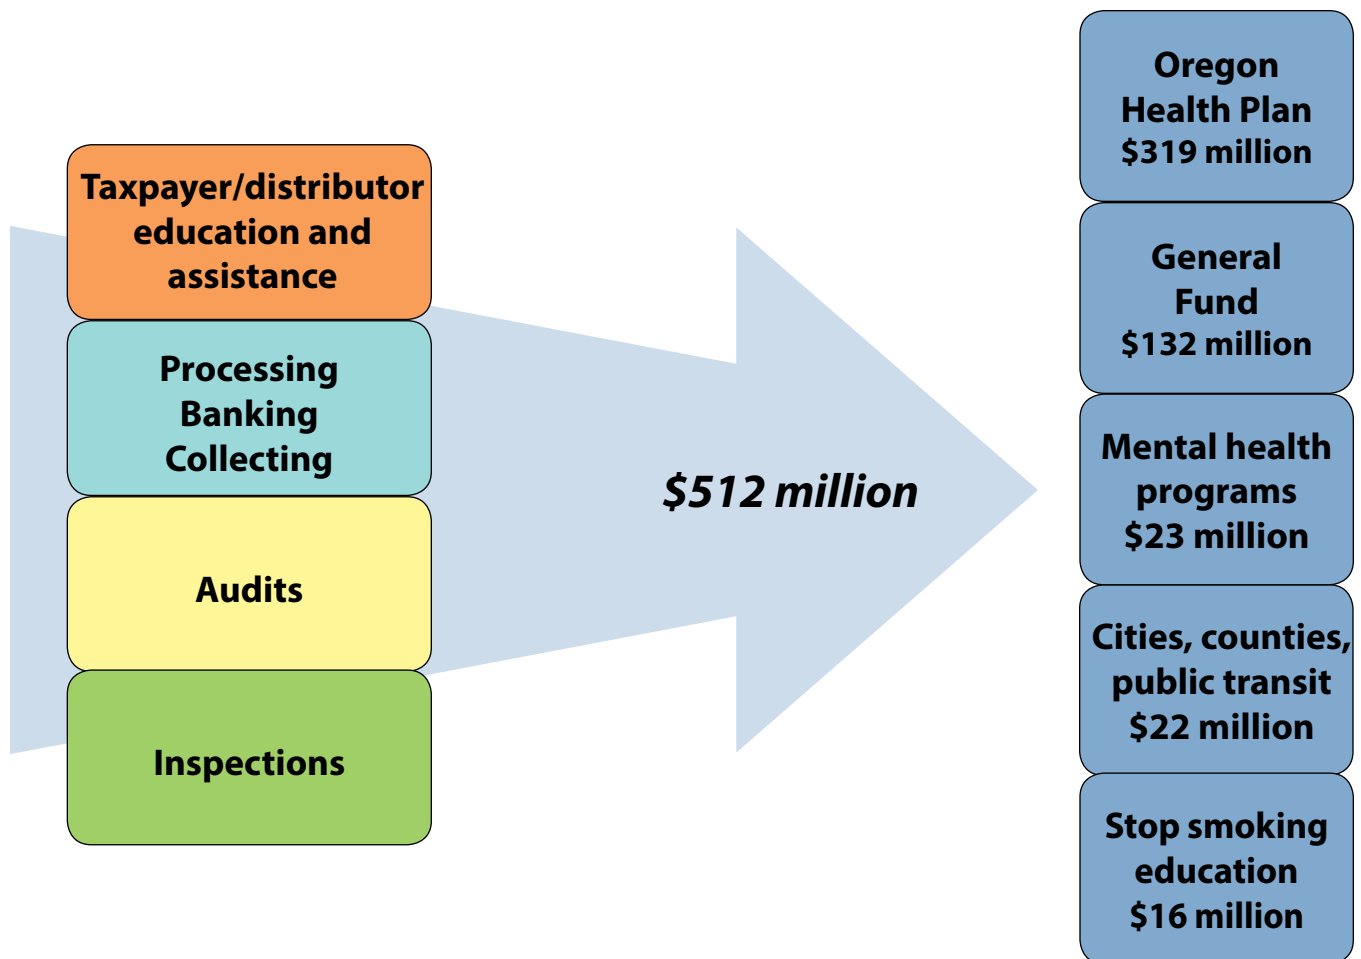 Taxpayer/distributor
education and
assistance
Processing
Banking
Collecting
Audits
Inspections
$512 million
Oregon
Health Plan
$319 million
General
Fund
$132 million
Mental health
programs
$23 million
Cities, counties,
public transit
$22 million
Stop smoking
education
$16 million